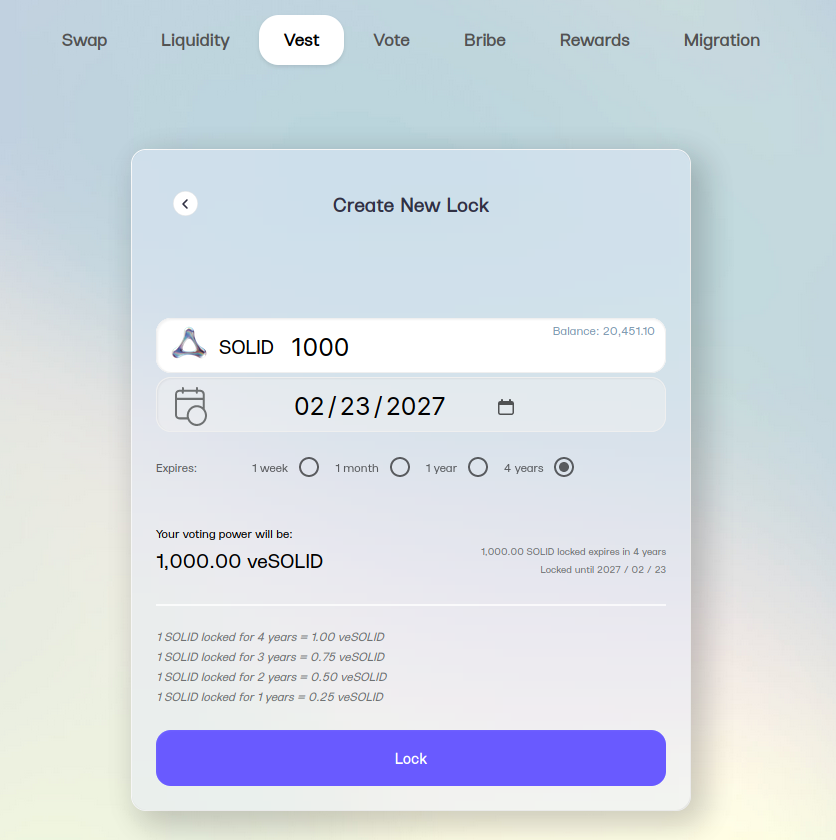 Swap Liquidity Vest Vote Bribe Rewards Migration
Create New Lock
Balance: 20,451.10
SOLID 1000
02/23/2027
Expires: 1 week 1 month 1 year 4 years
Your voting power will be:
1,000.00 veSOLID
1,000.00 SOLID locked expires in 4 years
Locked until 2027 / 02 / 23
1 SOLID locked for 4 years = 1.00 veSOLID
1 SOLID locked for 3 years = 0.75 veSOLID
1 SOLID locked for 2 years = 0.50 veSOLID
1 SOLID locked for 1 years = 0.25 veSOLID
Lock